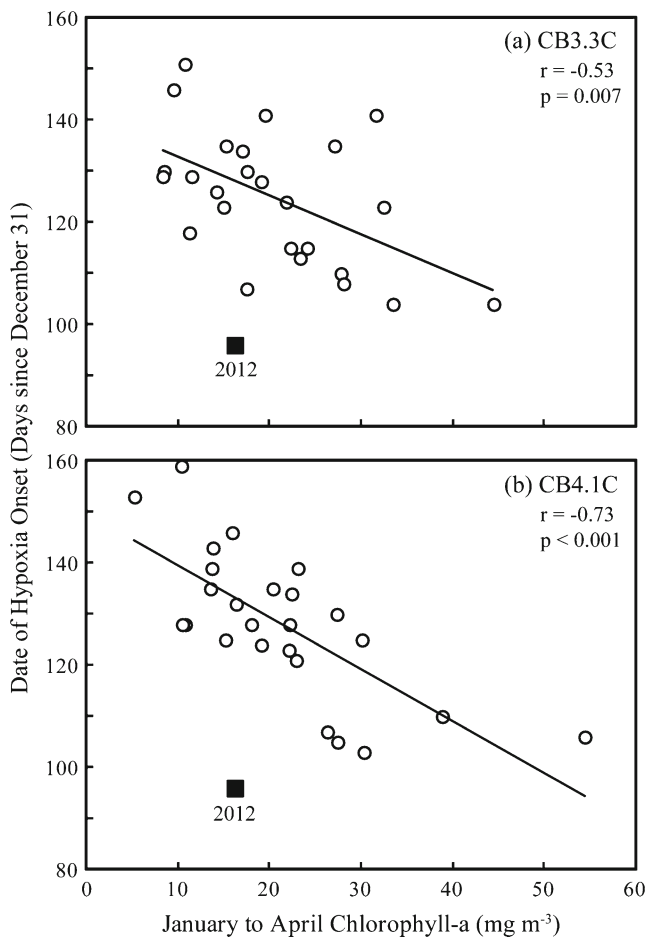 Date of Hypoxia Onset (Days since December 31)
160
140
120
100
80
(a) CB3.3C
r = -0.53
p = 0.007
2012
160
140
120
100
80
(b) CB4.1C
r = -0.73
p < 0.001
2012
0 10 20 30 40 50 60
January to April Chlorophyll-a (mg m⁻³)